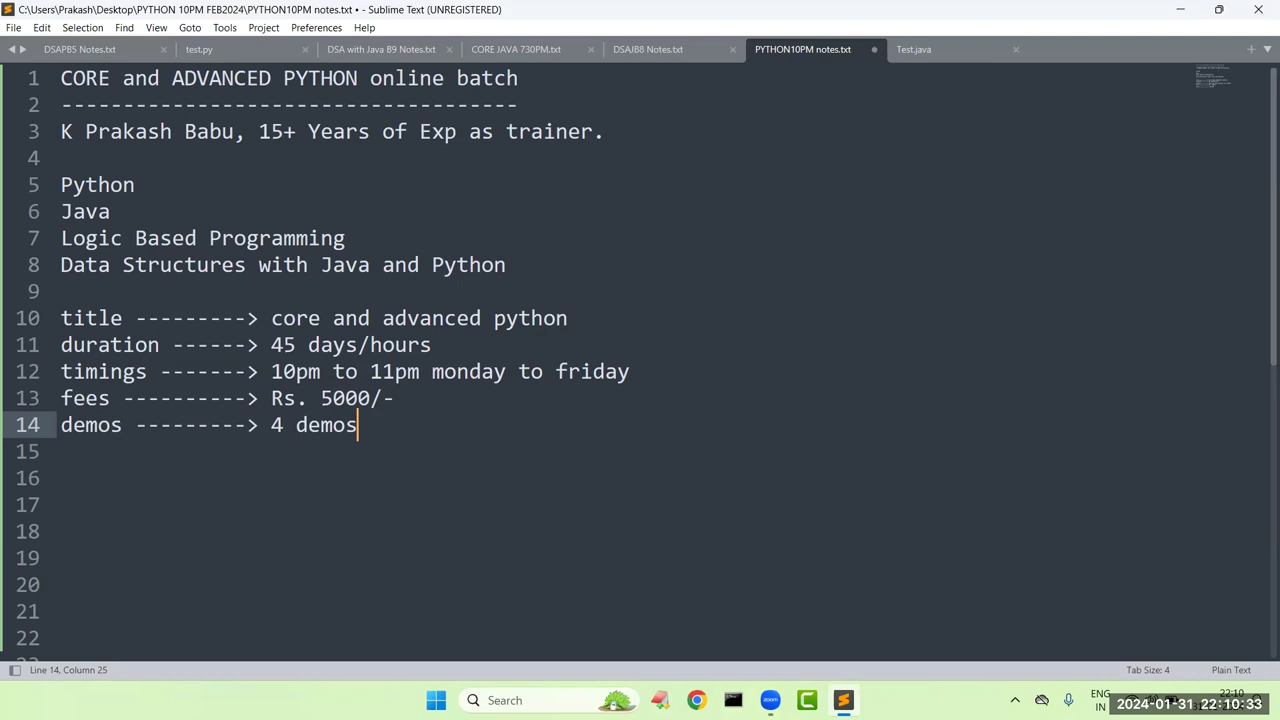 C:\Users\Prakash\Desktop\PYTHON 10PM FEB2024\PYTHON10PM notes.txt • - Sublime Text (UNREGISTERED)
File Edit Selection Find View Goto Tools Project Preferences Help
DSAPB5 Notes.txt test.py DSA with Java B9 Notes.txt CORE JAVA 730PM.txt DSAJB8 Notes.txt PYTHON10PM notes.txt Test.java
1 CORE and ADVANCED PYTHON online batch
2 -------------------------------------
3 K Prakash Babu, 15+ Years of Exp as trainer.
4
5 Python
6 Java
7 Logic Based Programming
8 Data Structures with Java and Python
9
10 title ---------> core and advanced python
11 duration ------> 45 days/hours
12 timings -------> 10pm to 11pm monday to friday
13 fees ----------> Rs. 5000/-
14 demos ---------> 4 demos
15
16
17
18
19
20
21
22
23
Line 14, Column 25 Tab Size: 4 Plain Text
Search zoom ENG IN 22:10
2024-01-31 22:10:33